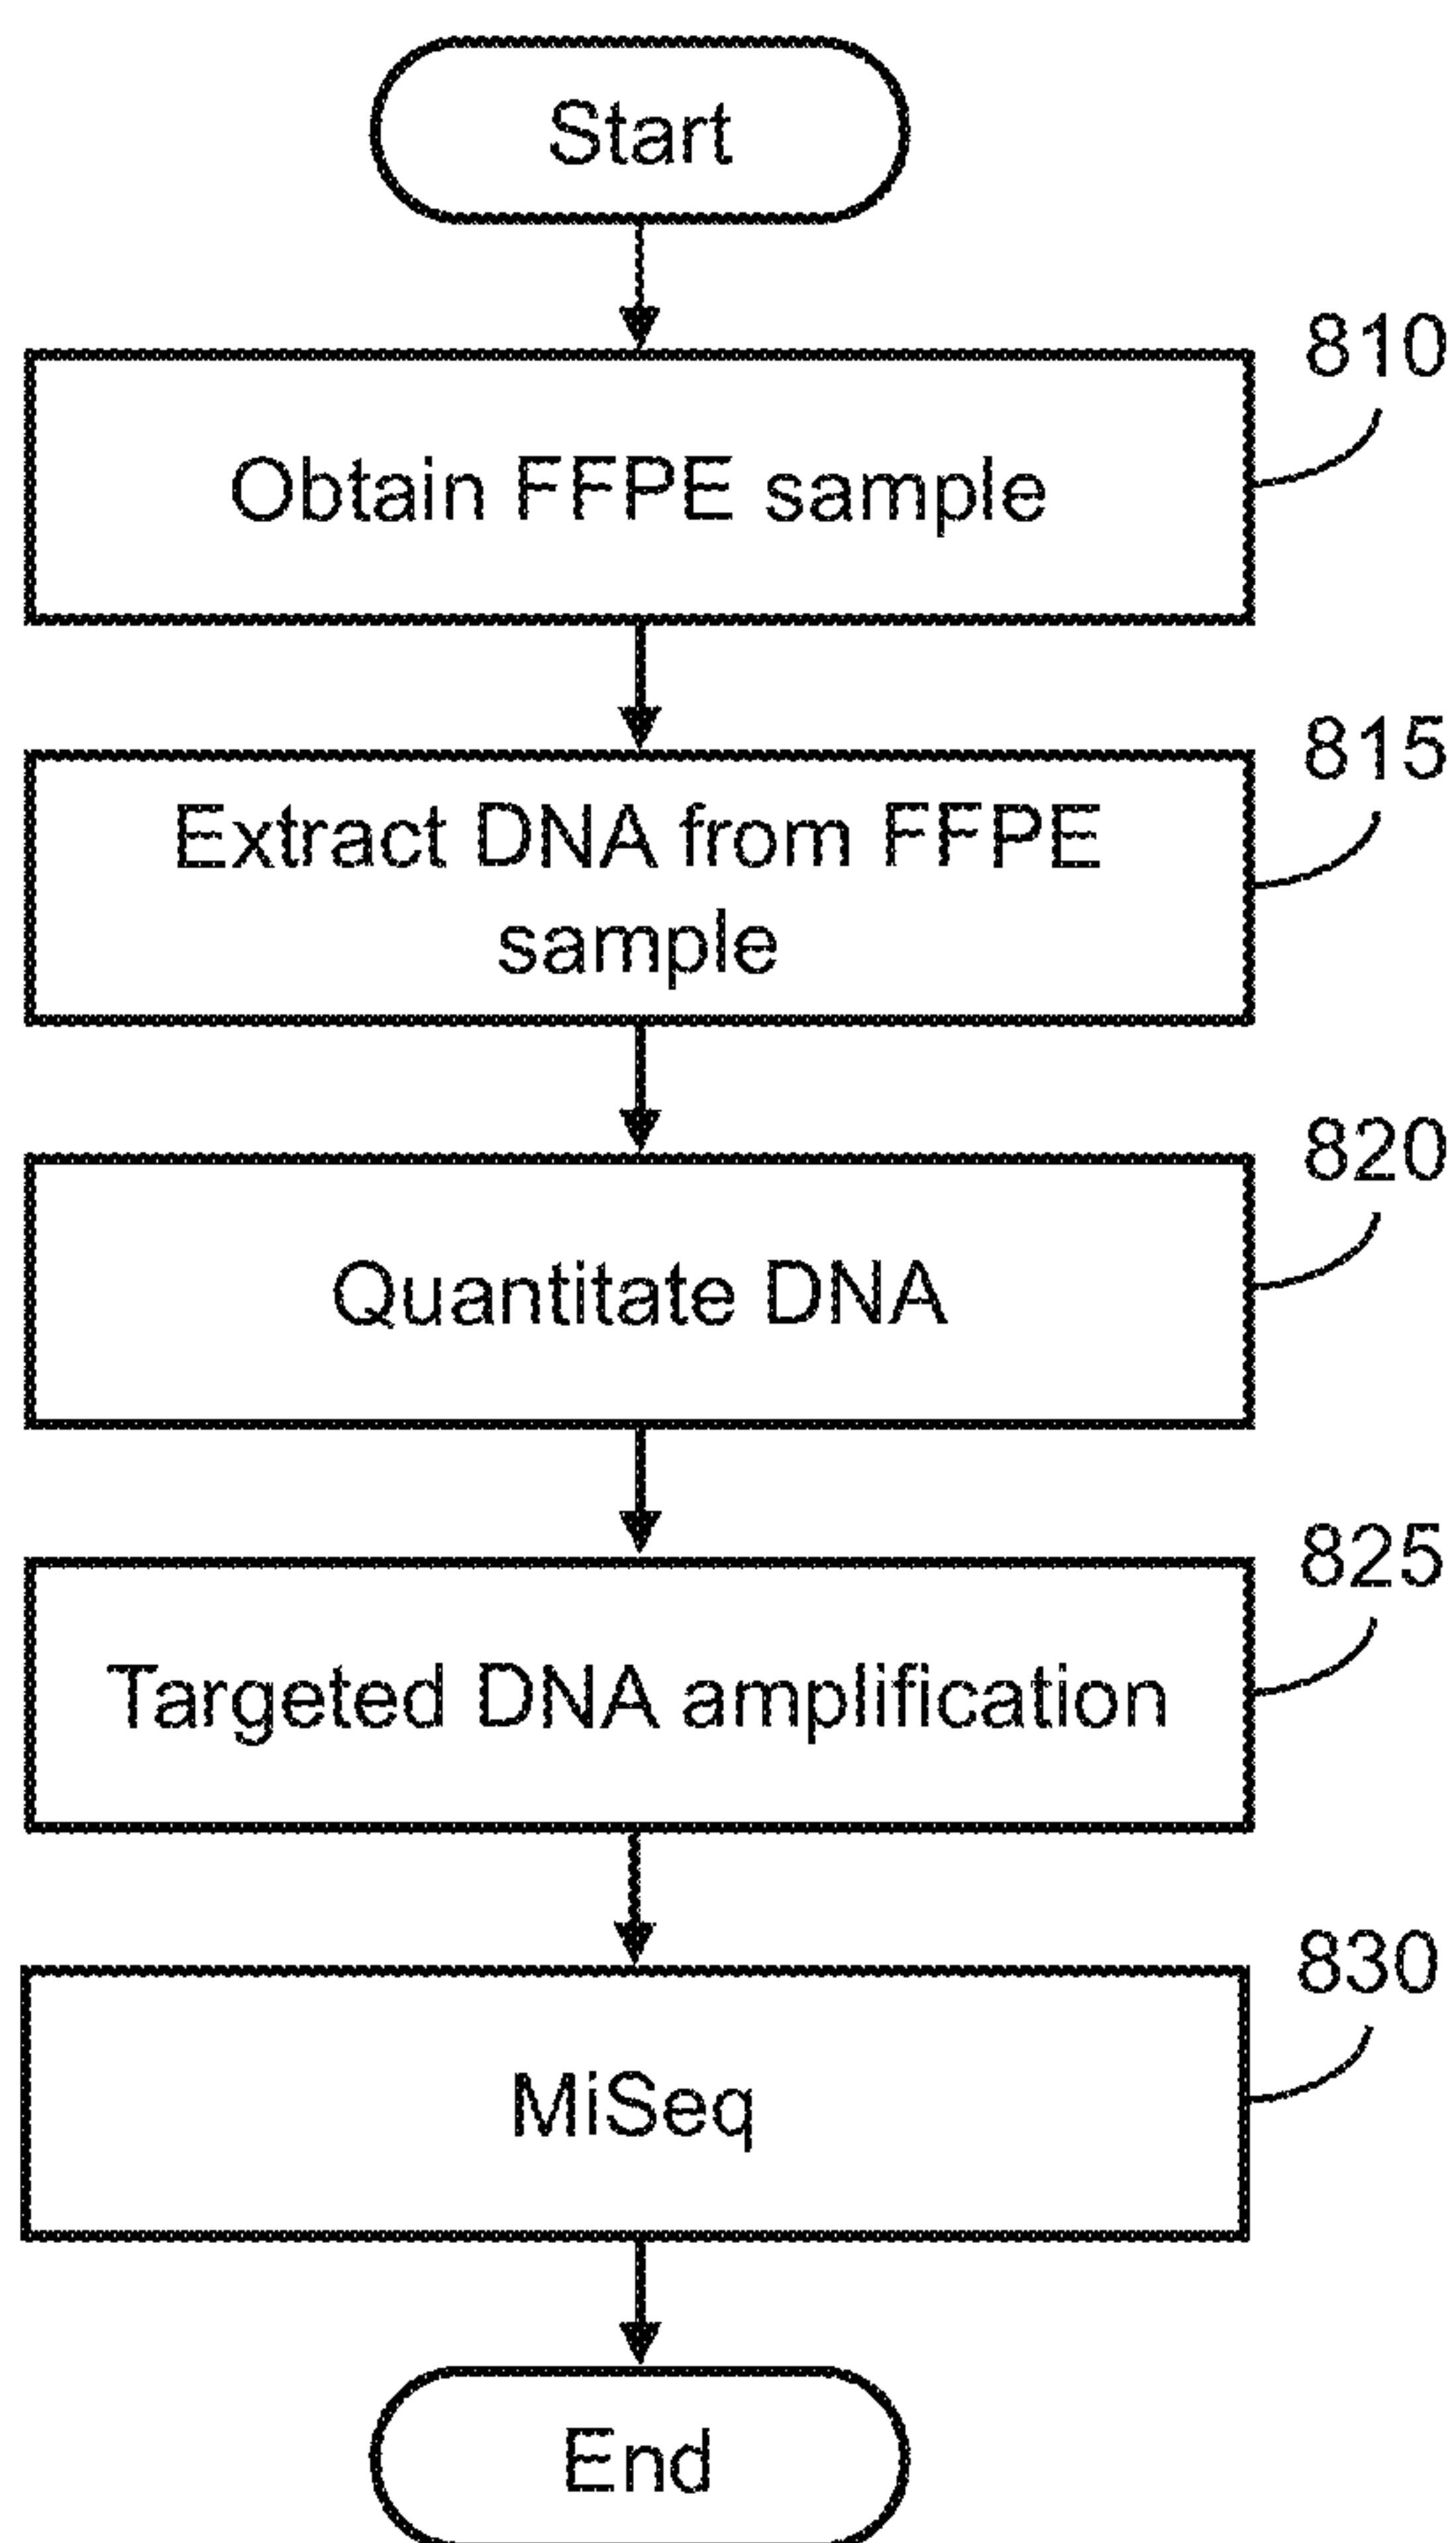 Start
810
Obtain FFPE sample
815
Extract DNA from FFPE
sample
820
Quantitate DNA
825
Targeted DNA amplification
830
MiSeq
End